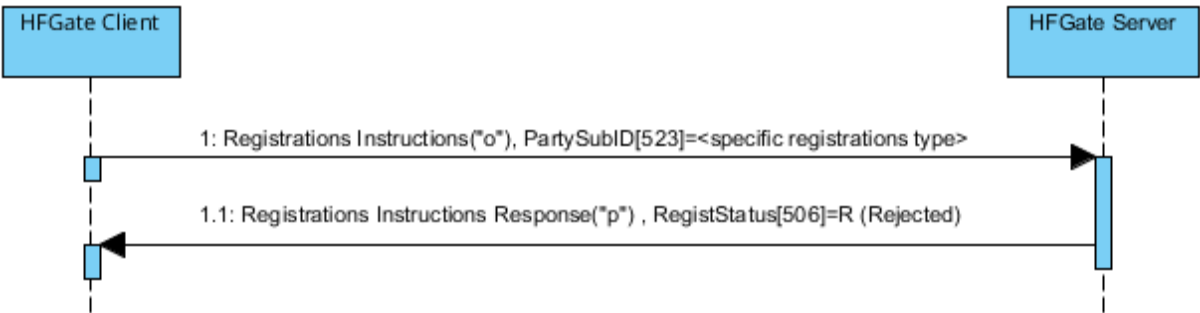 HFGate Client
HFGate Server
1: Registrations Instructions("o"), PartySubID[523]=<specific registrations type>
1.1: Registrations Instructions Response("p") , RegistStatus[506]=R (Rejected)